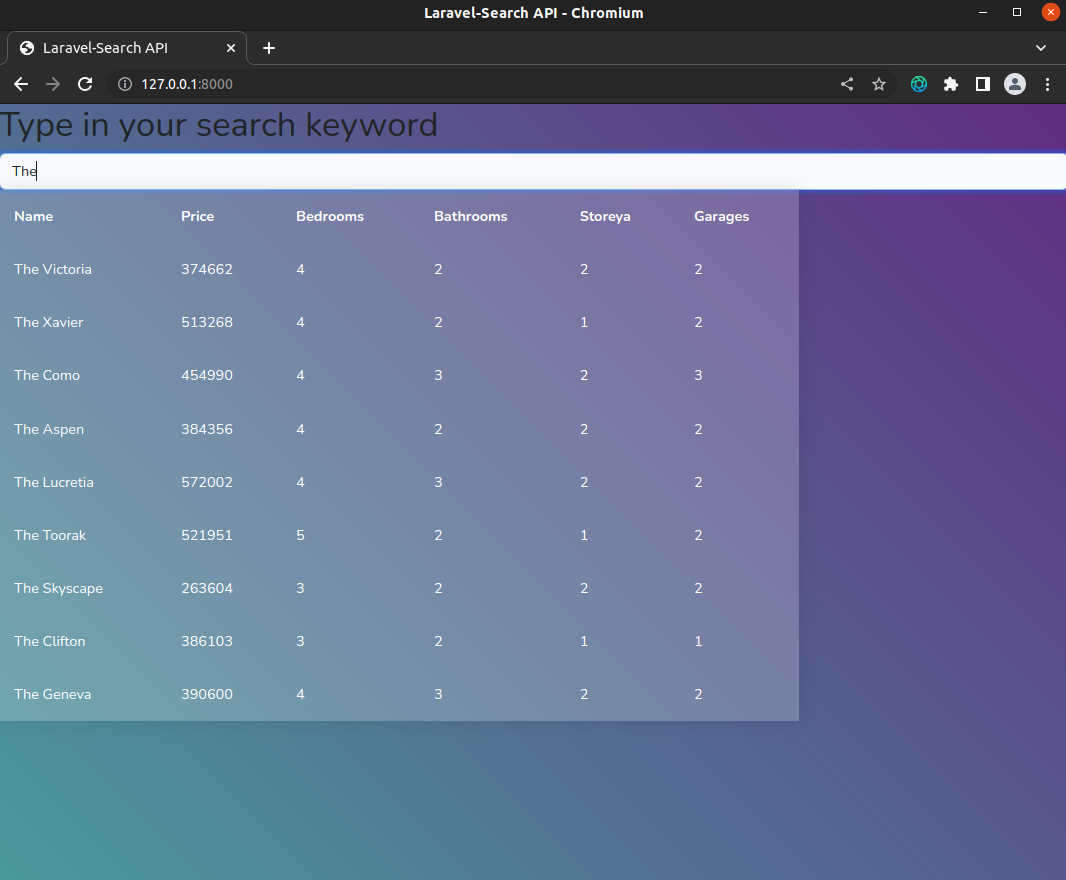 Laravel-Search API - Chromium
Laravel-Search API
127.0.0.1:8000
Type in your search keyword
The
Name Price Bedrooms Bathrooms Storeya Garages
The Victoria 374662 4 2 2 2
The Xavier 513268 4 2 1 2
The Como 454990 4 3 2 3
The Aspen 384356 4 2 2 2
The Lucretia 572002 4 3 2 2
The Toorak 521951 5 2 1 2
The Skyscape 263604 3 2 2 2
The Clifton 386103 3 2 1 1
The Geneva 390600 4 3 2 2